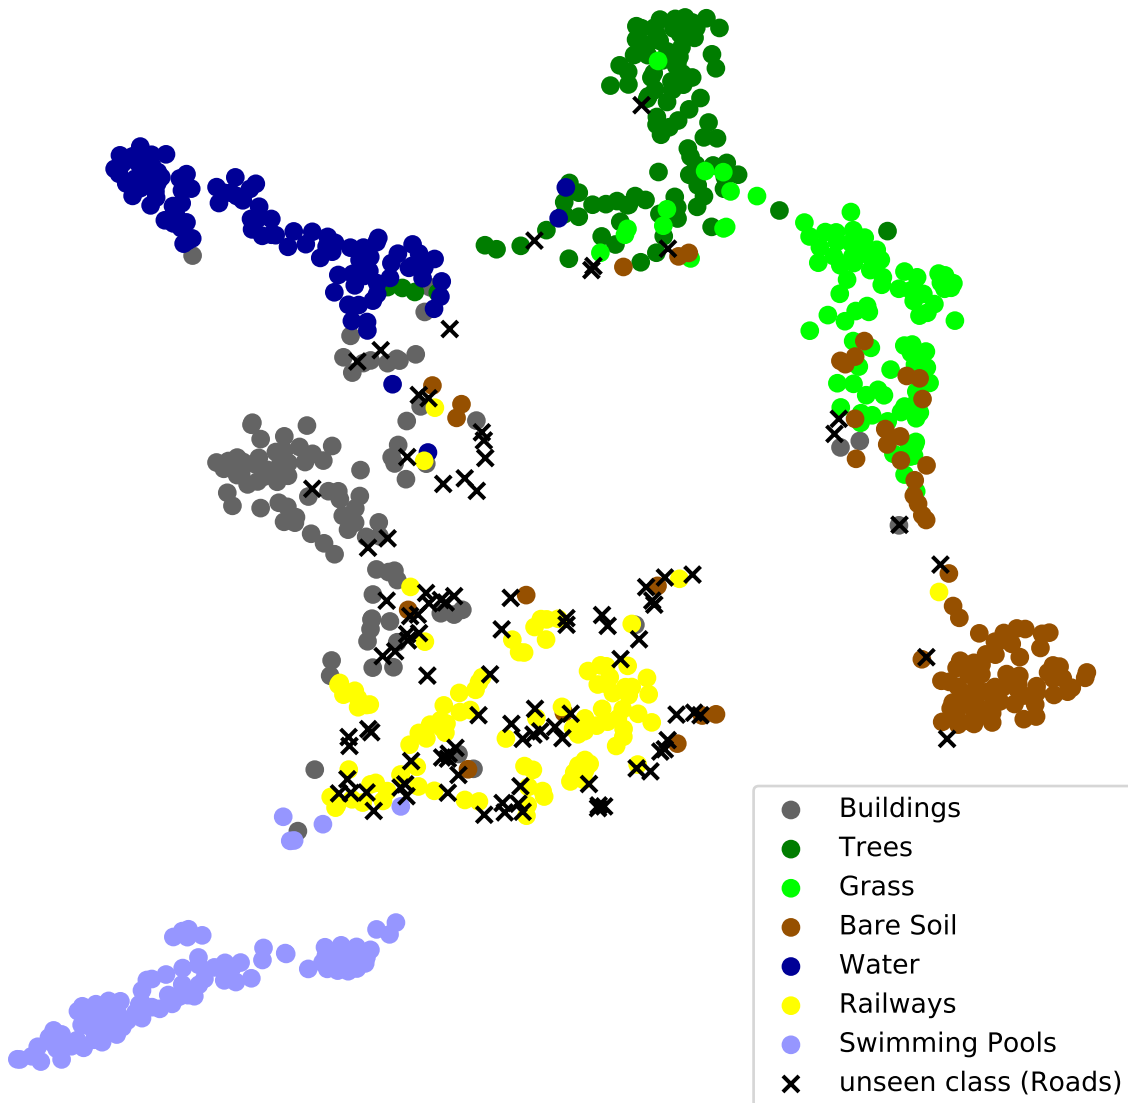 Buildings
Trees
Grass
Bare Soil
Water
Railways
Swimming Pools
unseen class (Roads)